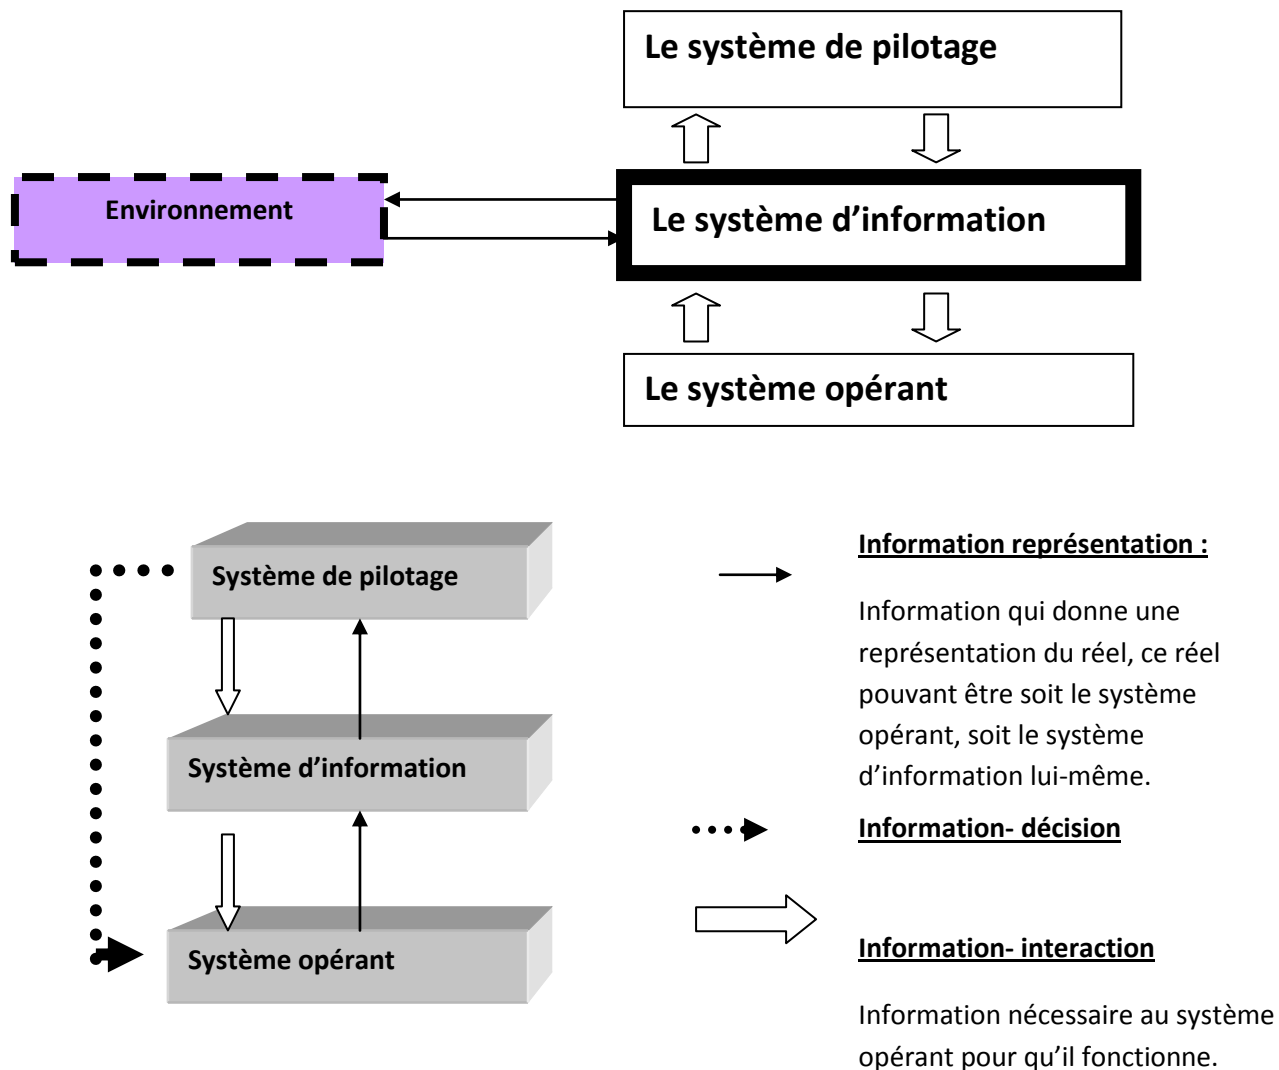 Le système de pilotage
Environnement
Le système d’information
Le système opérant
Système de pilotage
Système d’information
Système opérant
Information représentation :
Information qui donne une
représentation du réel, ce réel
pouvant être soit le système
opérant, soit le système
d’information lui-même.
Information- décision
Information- interaction
Information nécessaire au système
opérant pour qu’il fonctionne.